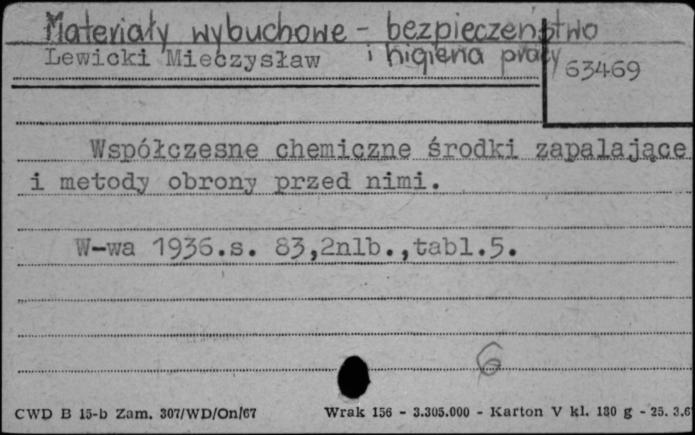 Materiały wybuchowe - bezpieczeństwo
i higiena pracy
Lewicki Mieczysław
63469
Współczesne chemiczne środki zapalające
i metody obrony przed nimi.
W-wa 1936.s. 83,2nlb.,tabl.5.
6
CWD B 15-b Zam. 307/WD/On/67 Wrak 156 - 3.305.000 - Karton V kl. 180 g - 25. 3.6